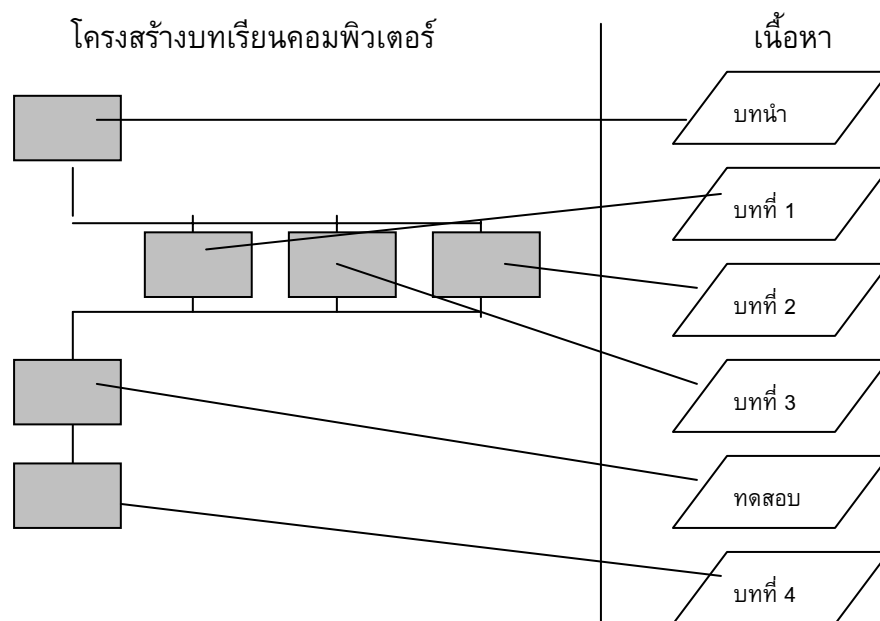 โครงสร้างบทเรียนคอมพิวเตอร์
เนื้อหา
บทนำ
บทที่ 1
บทที่ 2
บทที่ 3
ทดสอบ
บทที่ 4